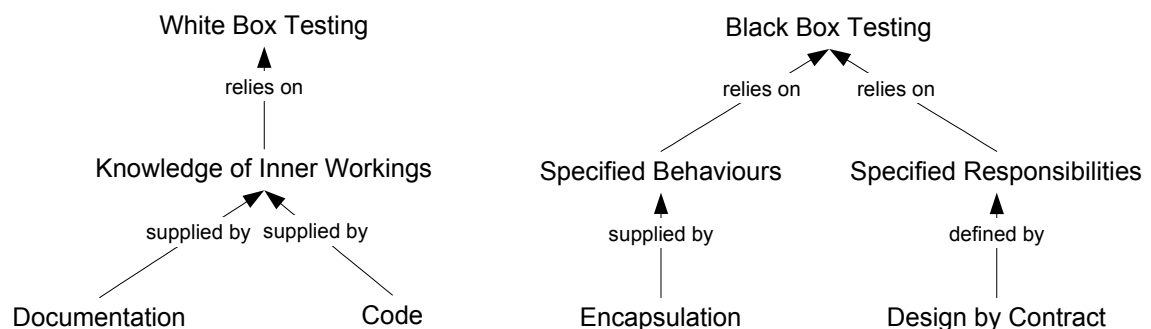 White Box Testing
relies on
Knowledge of Inner Workings
supplied by supplied by
Documentation Code
Black Box Testing
relies on relies on
Specified Behaviours Specified Responsibilities
supplied by defined by
Encapsulation Design by Contract